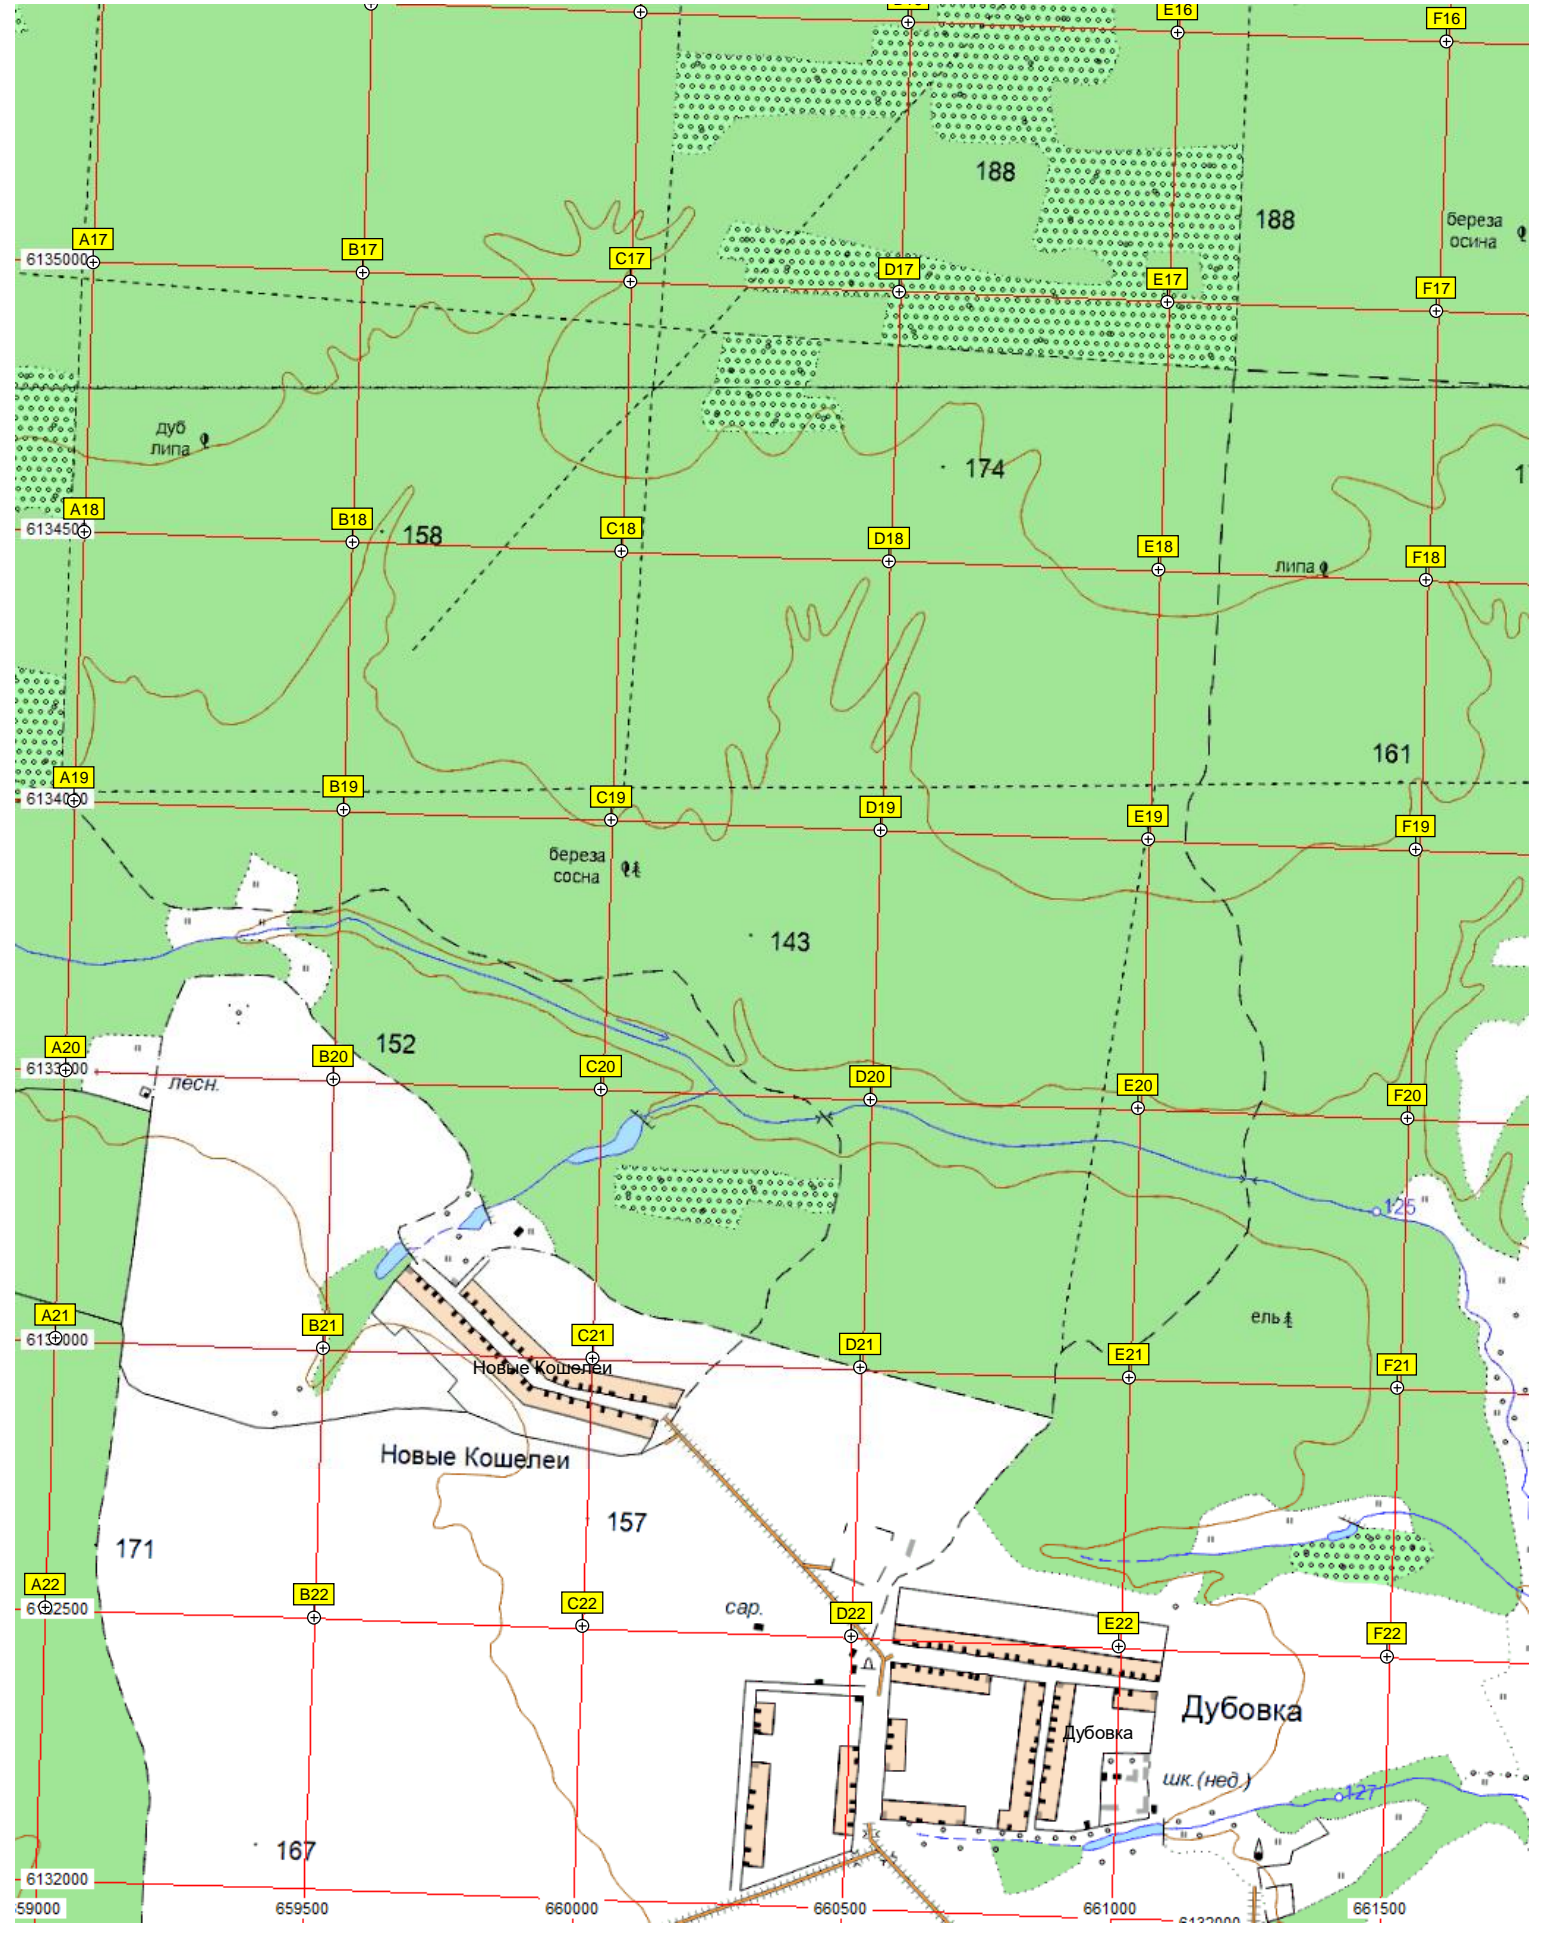 E16
F16
188
188
береза
осина
A17
6135000
B17
C17
D17
E17
F17
дуб
липа
174
A18
B18
158
C18
D18
E18
липа
F18
161
A19
B19
C19
D19
E19
F19
береза
сосна
143
152
A20
B20
C20
D20
E20
F20
лесн.
125
ель
A21
B21
C21
D21
E21
F21
Новые Кошелеи
Новые Кошелеи
157
171
A22
B22
C22
сар.
D22
E22
F22
Дубовка
Дубовка
шк.(нед.)
127
167
6132000
59000
659500
660000
660500
661000
661500